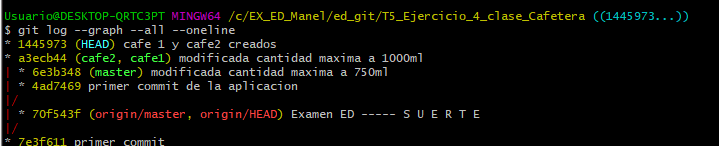 Usuario@DESKTOP-QRTC3PT MINGW64 /c/EX_ED_Manel/ed_git/T5_Ejercicio_4_clase_Cafetera ((1445973...))
$ git log --graph --all --oneline
* 1445973 (HEAD) cafe 1 y cafe2 creados
* a3ecb44 (cafe2, cafe1) modificada cantidad maxima a 1000ml
| * 6e3b348 (master) modificada cantidad maxima a 750ml
| * 4ad7469 primer commit de la aplicacion
|/
| * 70f543f (origin/master, origin/HEAD) Examen ED ----- S U E R T E
|/
* 7e3f611 primer commit